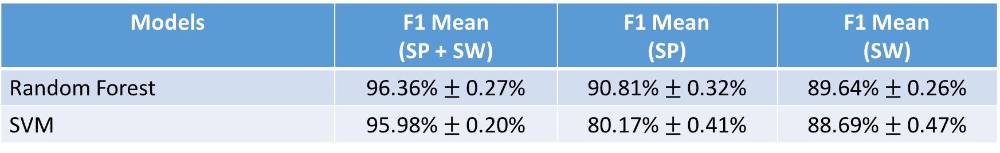 Models F1 Mean (SP + SW) F1 Mean (SP) F1 Mean (SW)
Random Forest 96.36% ± 0.27% 90.81% ± 0.32% 89.64% ± 0.26%
SVM 95.98% ± 0.20% 80.17% ± 0.41% 88.69% ± 0.47%